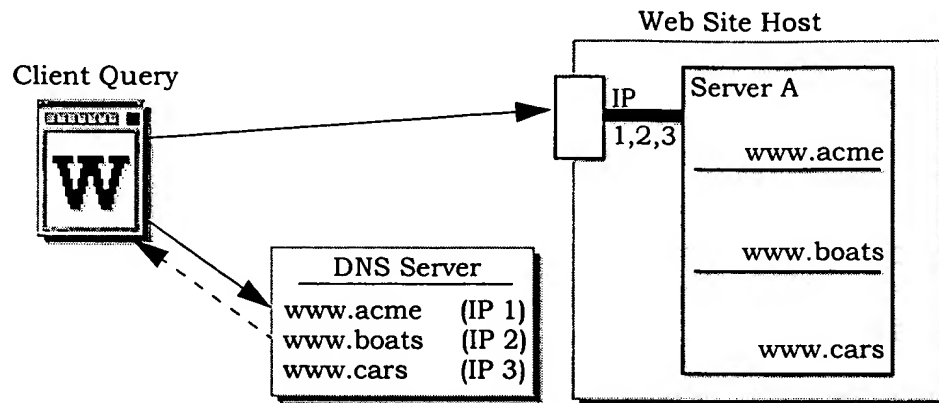 Web Site Host
Client Query
W
IP
1,2,3
Server A
www.acme
www.boats
www.cars
DNS Server
www.acme (IP 1)
www.boats (IP 2)
www.cars (IP 3)